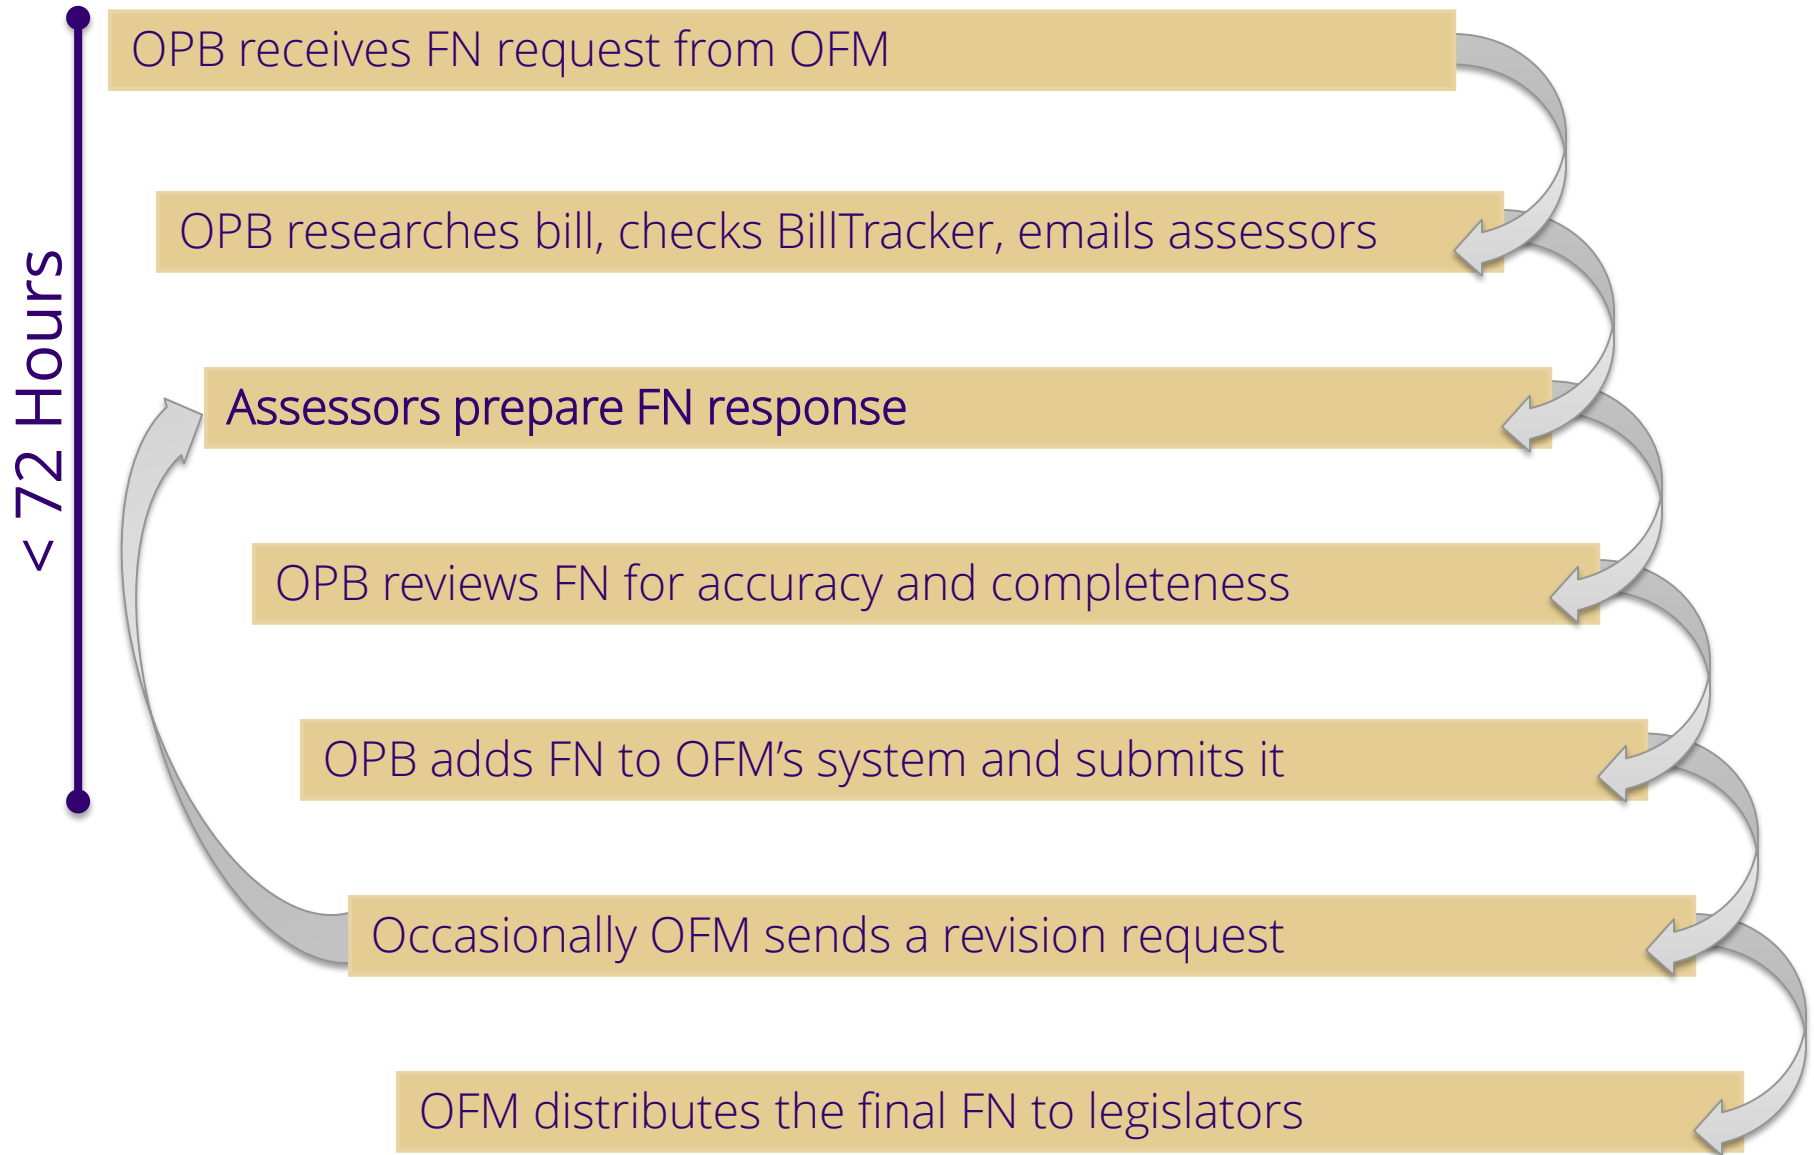 OPB receives FN request from OFM
OPB researches bill, checks BillTracker, emails assessors
< 72 Hours
Assessors prepare FN response
OPB reviews FN for accuracy and completeness
OPB adds FN to OFM’s system and submits it
Occasionally OFM sends a revision request
OFM distributes the final FN to legislators